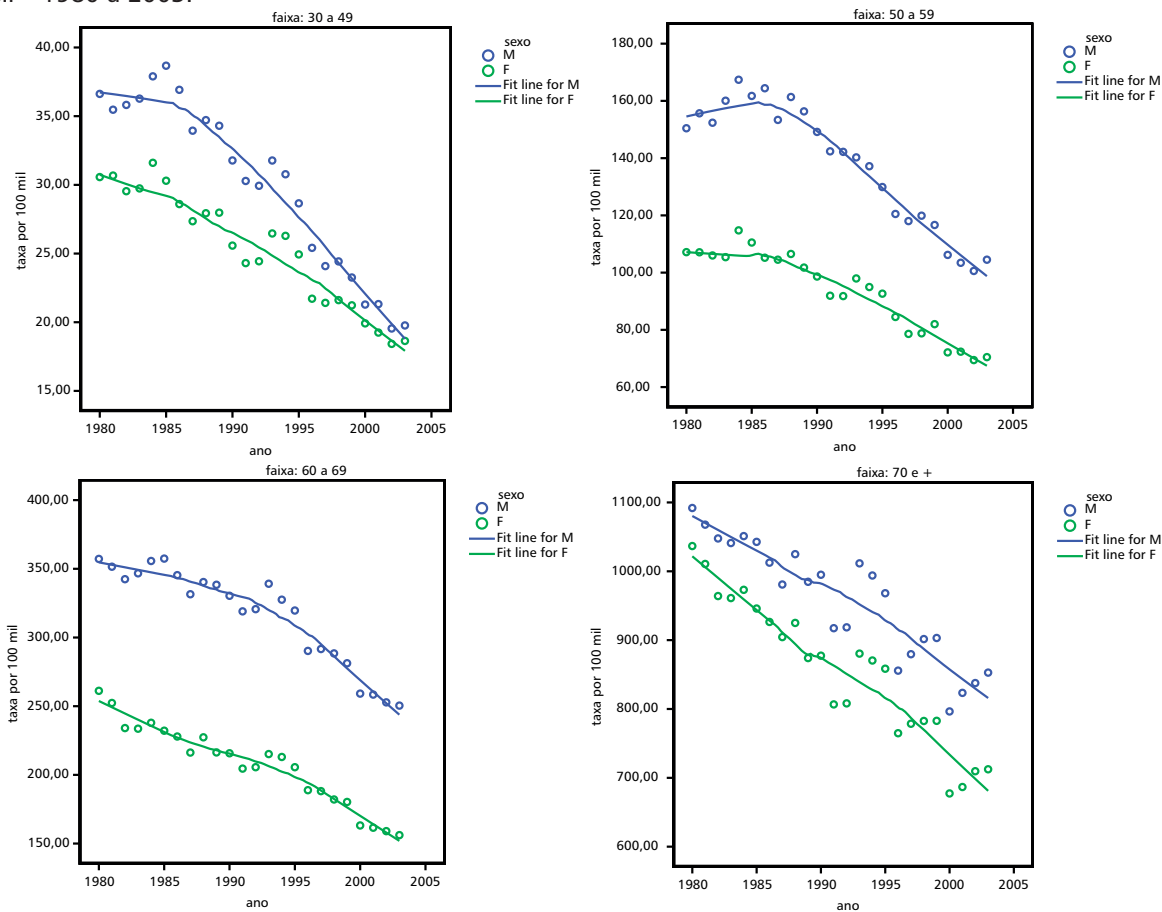 1980 a 2003.
faixa: 30 a 49
40,00
35,00
30,00
25,00
20,00
15,00
taxa por 100 mil
1980 1985 1990 1995 2000 2005
ano
sexo
M
F
Fit line for M
Fit line for F
faixa: 50 a 59
180,00
160,00
140,00
120,00
100,00
80,00
60,00
taxa por 100 mil
1980 1985 1990 1995 2000 2005
ano
sexo
M
F
Fit line for M
Fit line for F
faixa: 60 a 69
400,00
350,00
300,00
250,00
200,00
150,00
taxa por 100 mil
1980 1985 1990 1995 2000 2005
ano
sexo
M
F
Fit line for M
Fit line for F
faixa: 70 e +
1100,00
1000,00
900,00
800,00
700,00
600,00
taxa por 100 mil
1980 1985 1990 1995 2000 2005
ano
sexo
M
F
Fit line for M
Fit line for F